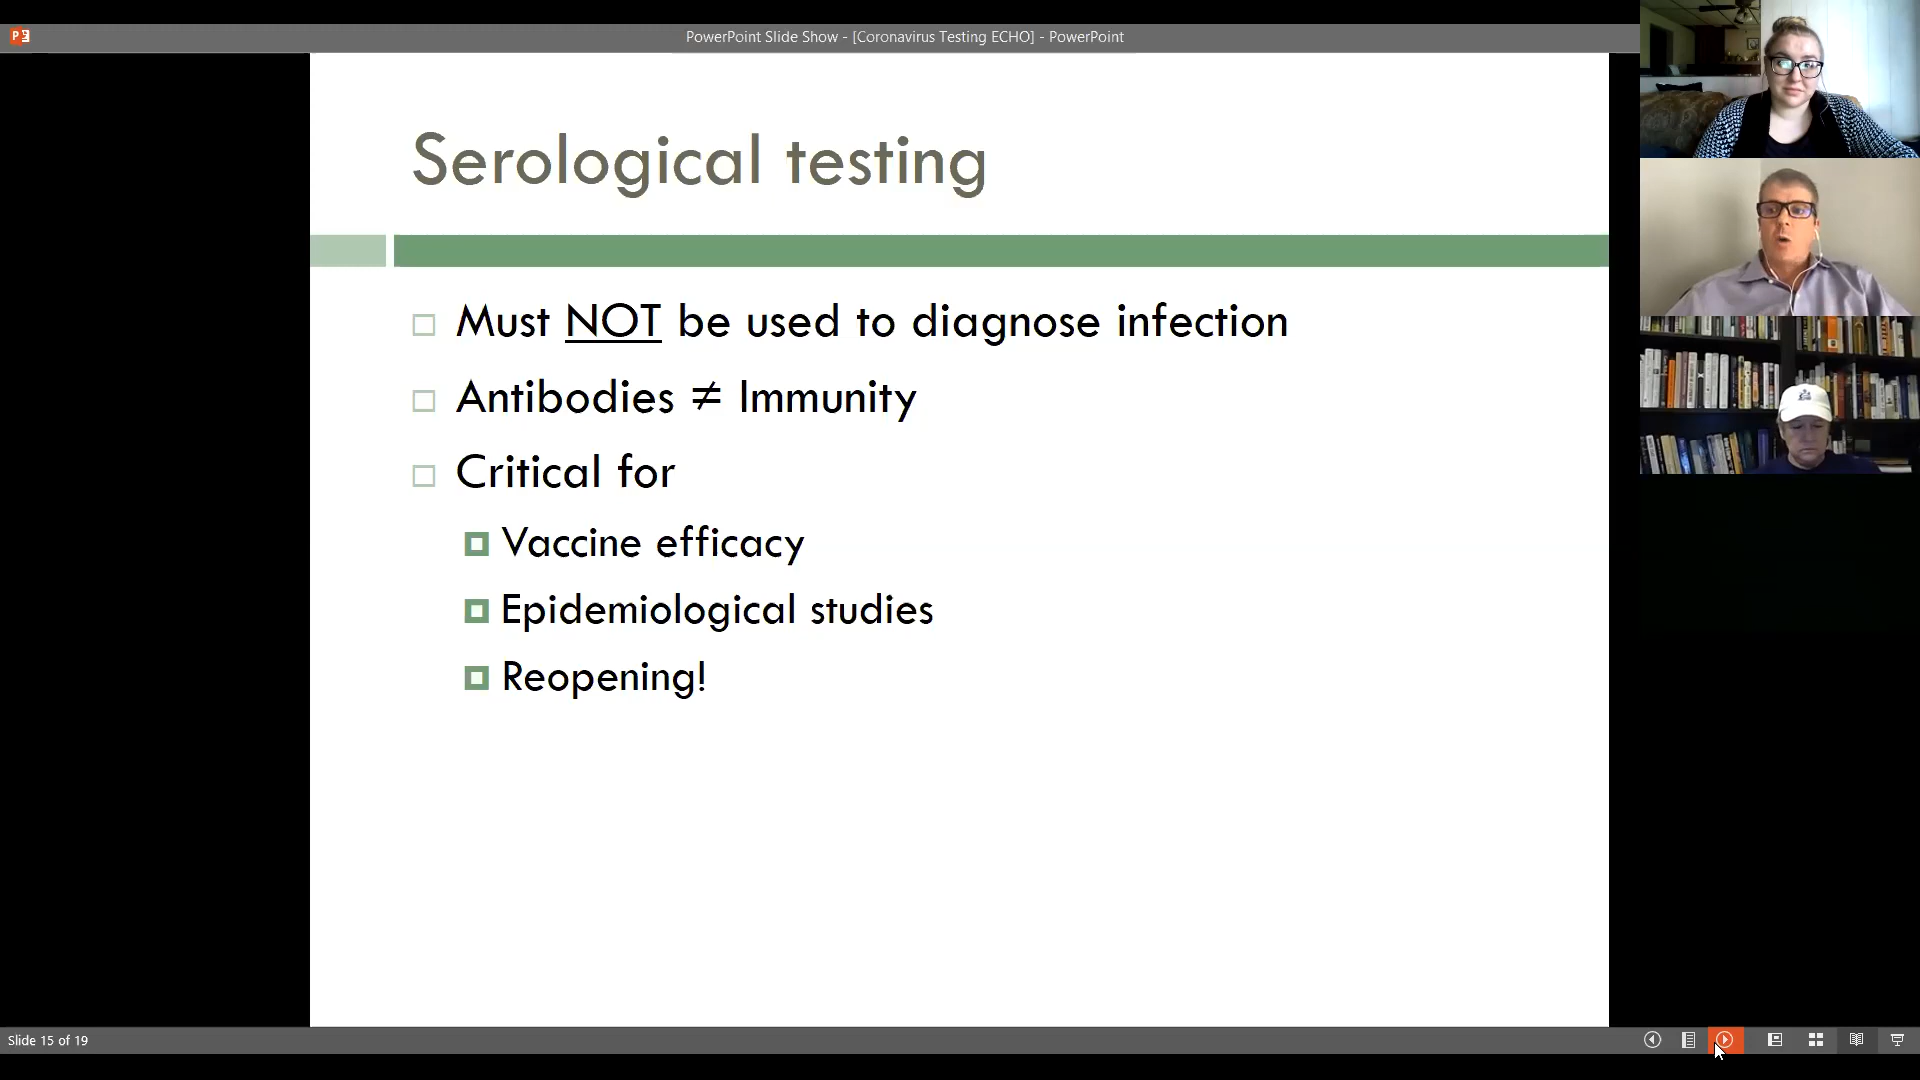 PowerPoint Slide Show - [Coronavirus Testing ECHO] - PowerPoint
Serological testing
Must NOT be used to diagnose infection
Antibodies ≠ Immunity
Critical for
Vaccine efficacy
Epidemiological studies
Reopening!
Slide 15 of 19